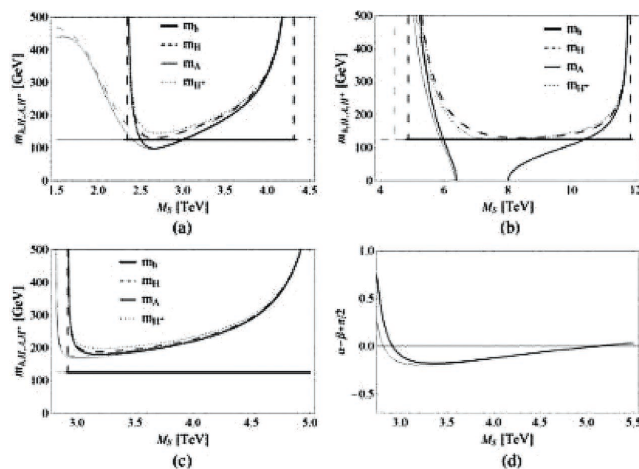 500
400
300
200
100
0
m_{h,H,A,H⁺} [GeV]
m_h
m_H
m_A
m_{H⁺}
1.5 2.0 2.5 3.0 3.5 4.0 4.5
M_S [TeV]
(a)
500
400
300
200
100
0
m_{h,H,A,H⁺} [GeV]
m_h
m_H
m_A
m_{H⁺}
4 6 8 10 12
M_S [TeV]
(b)
500
400
300
200
100
0
m_{h,H,A,H⁺} [GeV]
m_h
m_H
m_A
m_{H⁺}
3.0 3.5 4.0 4.5 5.0
M_S [TeV]
(c)
1.0
0.5
0.0
-0.5
α-β+π/2
3.0 3.5 4.0 4.5 5.0 5.5
M_S [TeV]
(d)